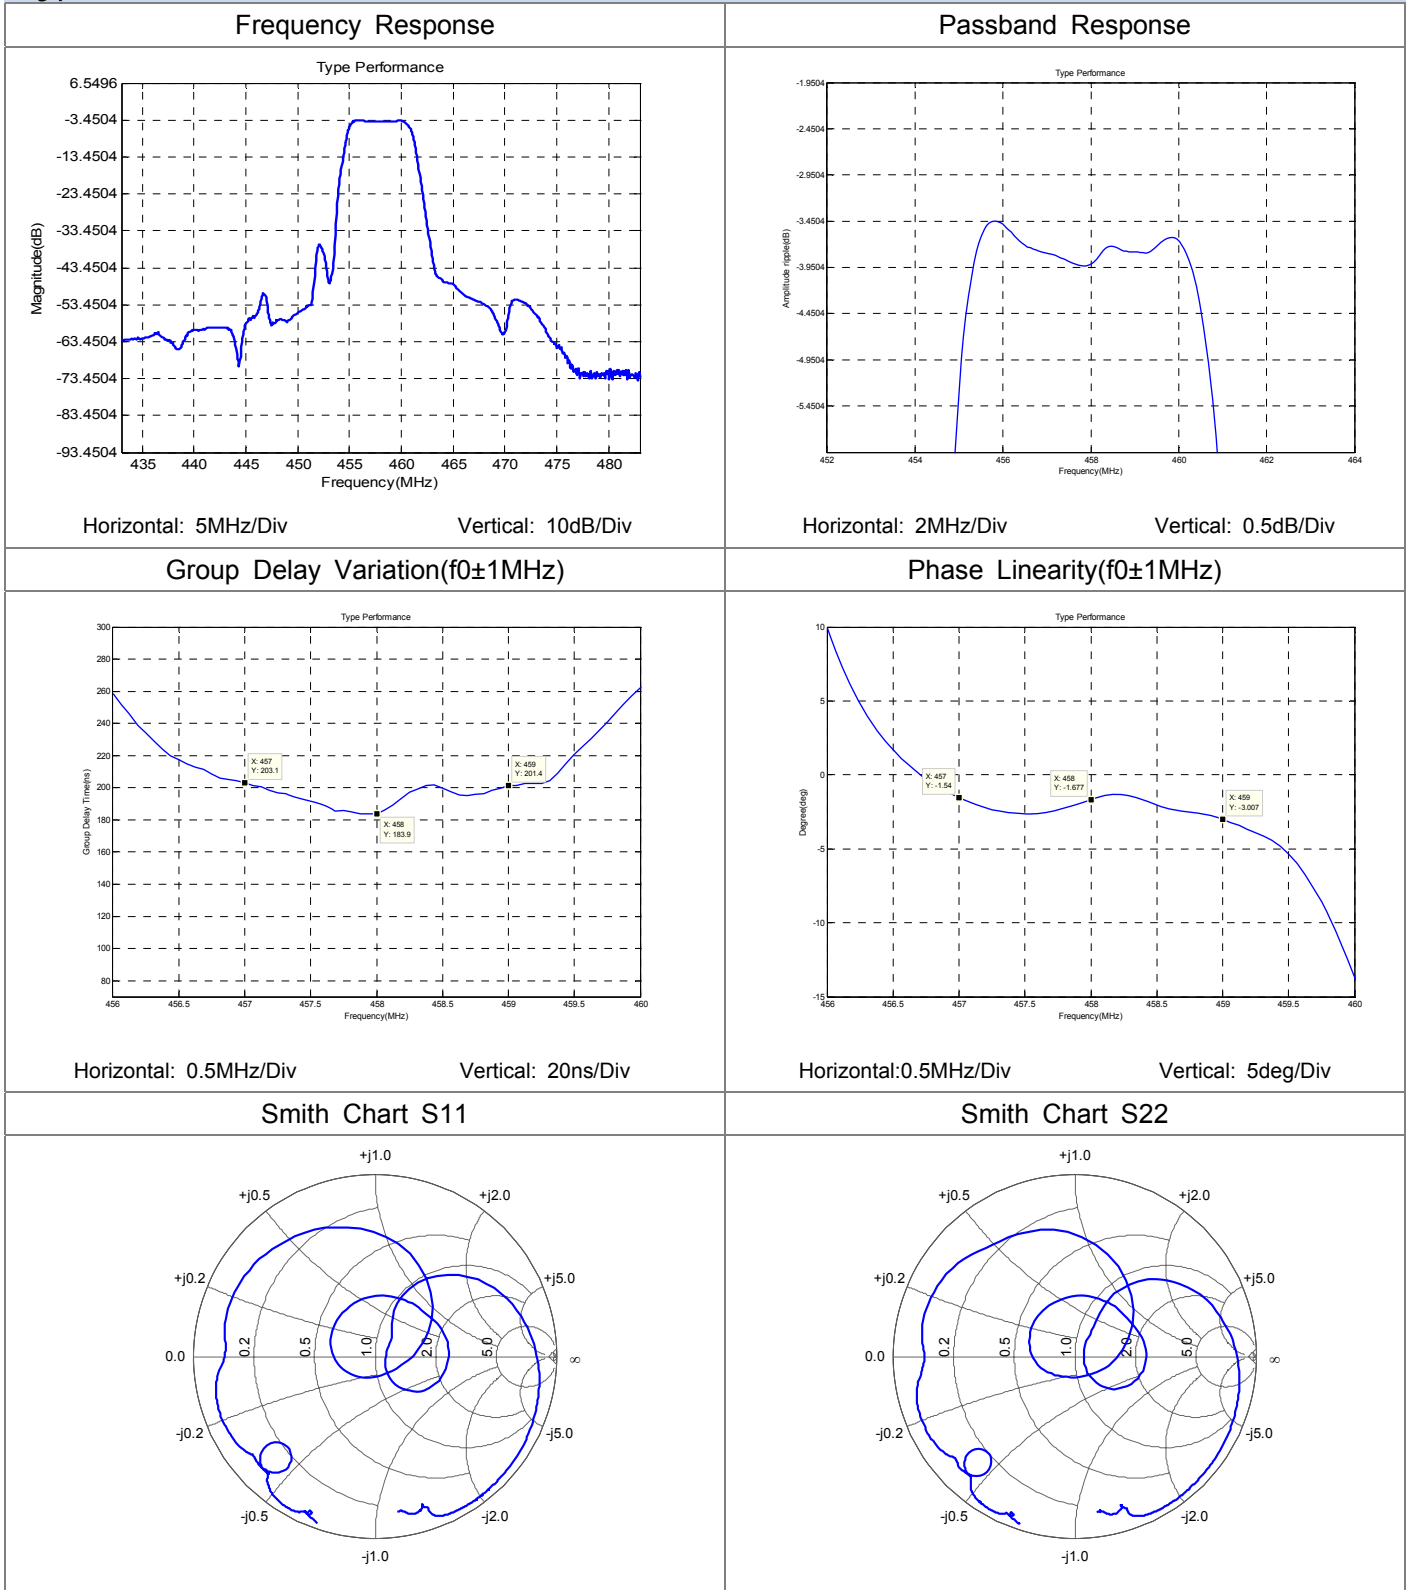 Frequency Response
Passband Response
Type Performance
6.5496
-3.4504
-13.4504
-23.4504
-33.4504
-43.4504
-53.4504
-63.4504
-73.4504
-83.4504
-93.4504
Magnitude(dB)
435 440 445 450 455 460 465 470 475 480
Frequency(MHz)
Horizontal: 5MHz/Div
Vertical: 10dB/Div
Type Performance
-1.9504
-2.4504
-2.9504
-3.4504
-3.9504
-4.4504
-4.9504
-5.4504
Amplitude ripple(dB)
452 454 456 458 460 462 464
Frequency(MHz)
Horizontal: 2MHz/Div
Vertical: 0.5dB/Div
Group Delay Variation(f0±1MHz)
Phase Linearity(f0±1MHz)
Type Performance
300
280
260
240
220
200
180
160
140
120
100
80
Group Delay Time(ns)
X: 457
Y: 203.1
X: 458
Y: 183.9
X: 459
Y: 201.4
456 456.5 457 457.5 458 458.5 459 459.5 460
Frequency(MHz)
Horizontal: 0.5MHz/Div
Vertical: 20ns/Div
Type Performance
10
5
0
-5
-10
-15
Degree(deg)
X: 457
Y: -1.54
X: 458
Y: -1.677
X: 459
Y: -3.007
456 456.5 457 457.5 458 458.5 459 459.5 460
Frequency(MHz)
Horizontal:0.5MHz/Div
Vertical: 5deg/Div
Smith Chart S11
Smith Chart S22
+j1.0
+j0.5
+j2.0
+j0.2
+j5.0
0.0
0.2
0.5
1.0
2.0
5.0
∞
-j0.2
-j5.0
-j0.5
-j2.0
-j1.0
+j1.0
+j0.5
+j2.0
+j0.2
+j5.0
0.0
0.2
0.5
1.0
2.0
5.0
∞
-j0.2
-j5.0
-j0.5
-j2.0
-j1.0